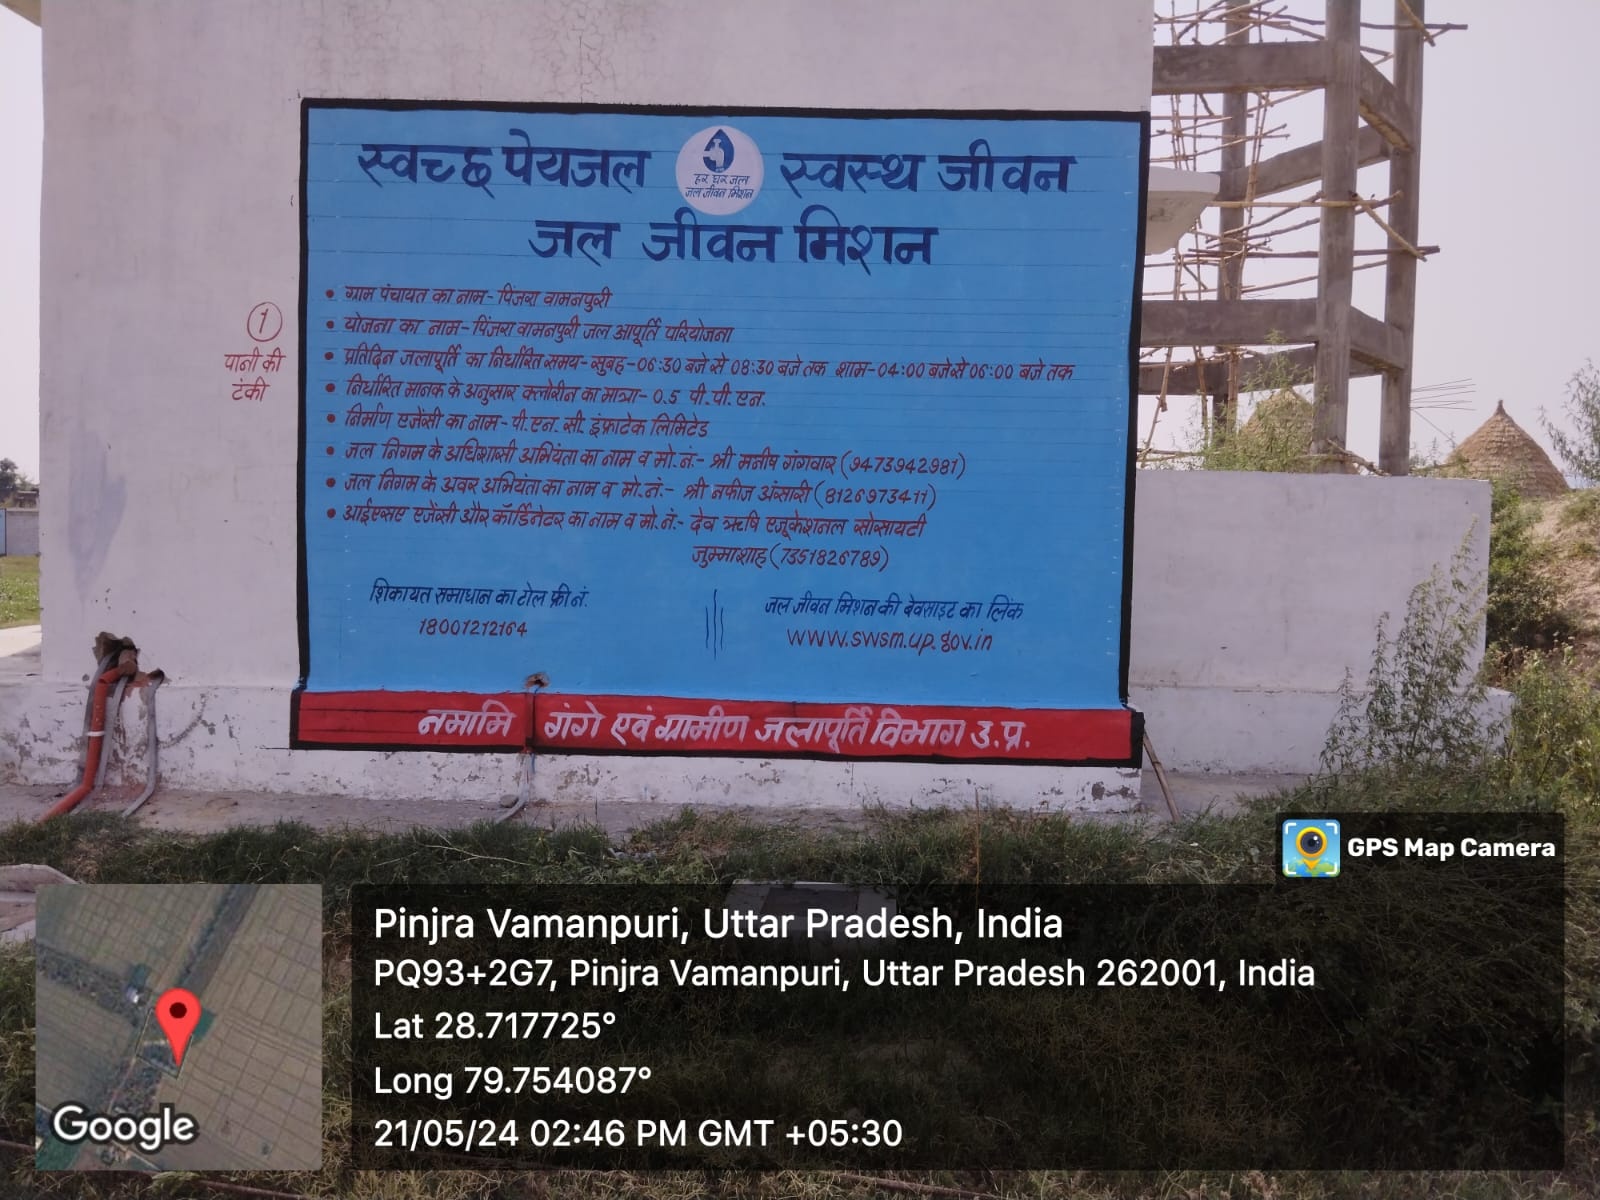 स्वच्छ पेयजल
हर घर जल
जल जीवन मिशन
स्वस्थ जीवन
जल जीवन मिशन
• ग्राम पंचायत का नाम- पिंजरा वामनपुरी
• योजना का नाम- पिंजरा वामनपुरी जल आपूर्ति परियोजना
• प्रतिदिन जलापूर्ति का निर्धारित समय- सुबह-06:30 बजे से 08:30 बजे तक शाम-04:00 बजे से 06:00 बजे तक
• निर्धारित मानक के अनुसार क्लोरीन का मात्रा- 0.5 पी.पी.एन.
• निर्माण एजेंसी का नाम- पी.एन.सी. इंफ्राटेक लिमिटेड
• जल निगम के अधिशासी अभियंता का नाम व मो.नं.- श्री मनीष गंगवार (9473942981)
• जल निगम के अवर अभियंता का नाम व मो.नं.- श्री नफीज अंसारी (8126973411)
• आईएसए एजेंसी और कॉर्डिनेटर का नाम व मो.नं.- देव ऋषि एजूकेशनल सोसायटी
जुम्माशाह (7351826789)
शिकायत समाधान का टोल फ्री नं.
18001212164
जल जीवन मिशन की वेवसाइट का लिंक
www.swsm.up.gov.in
नमामि गंगे एवं ग्रामीण जलापूर्ति विभाग उ.प्र.
1
पानी की
टंकी
GPS Map Camera
Pinjra Vamanpuri, Uttar Pradesh, India
PQ93+2G7, Pinjra Vamanpuri, Uttar Pradesh 262001, India
Lat 28.717725°
Long 79.754087°
21/05/24 02:46 PM GMT +05:30
Google